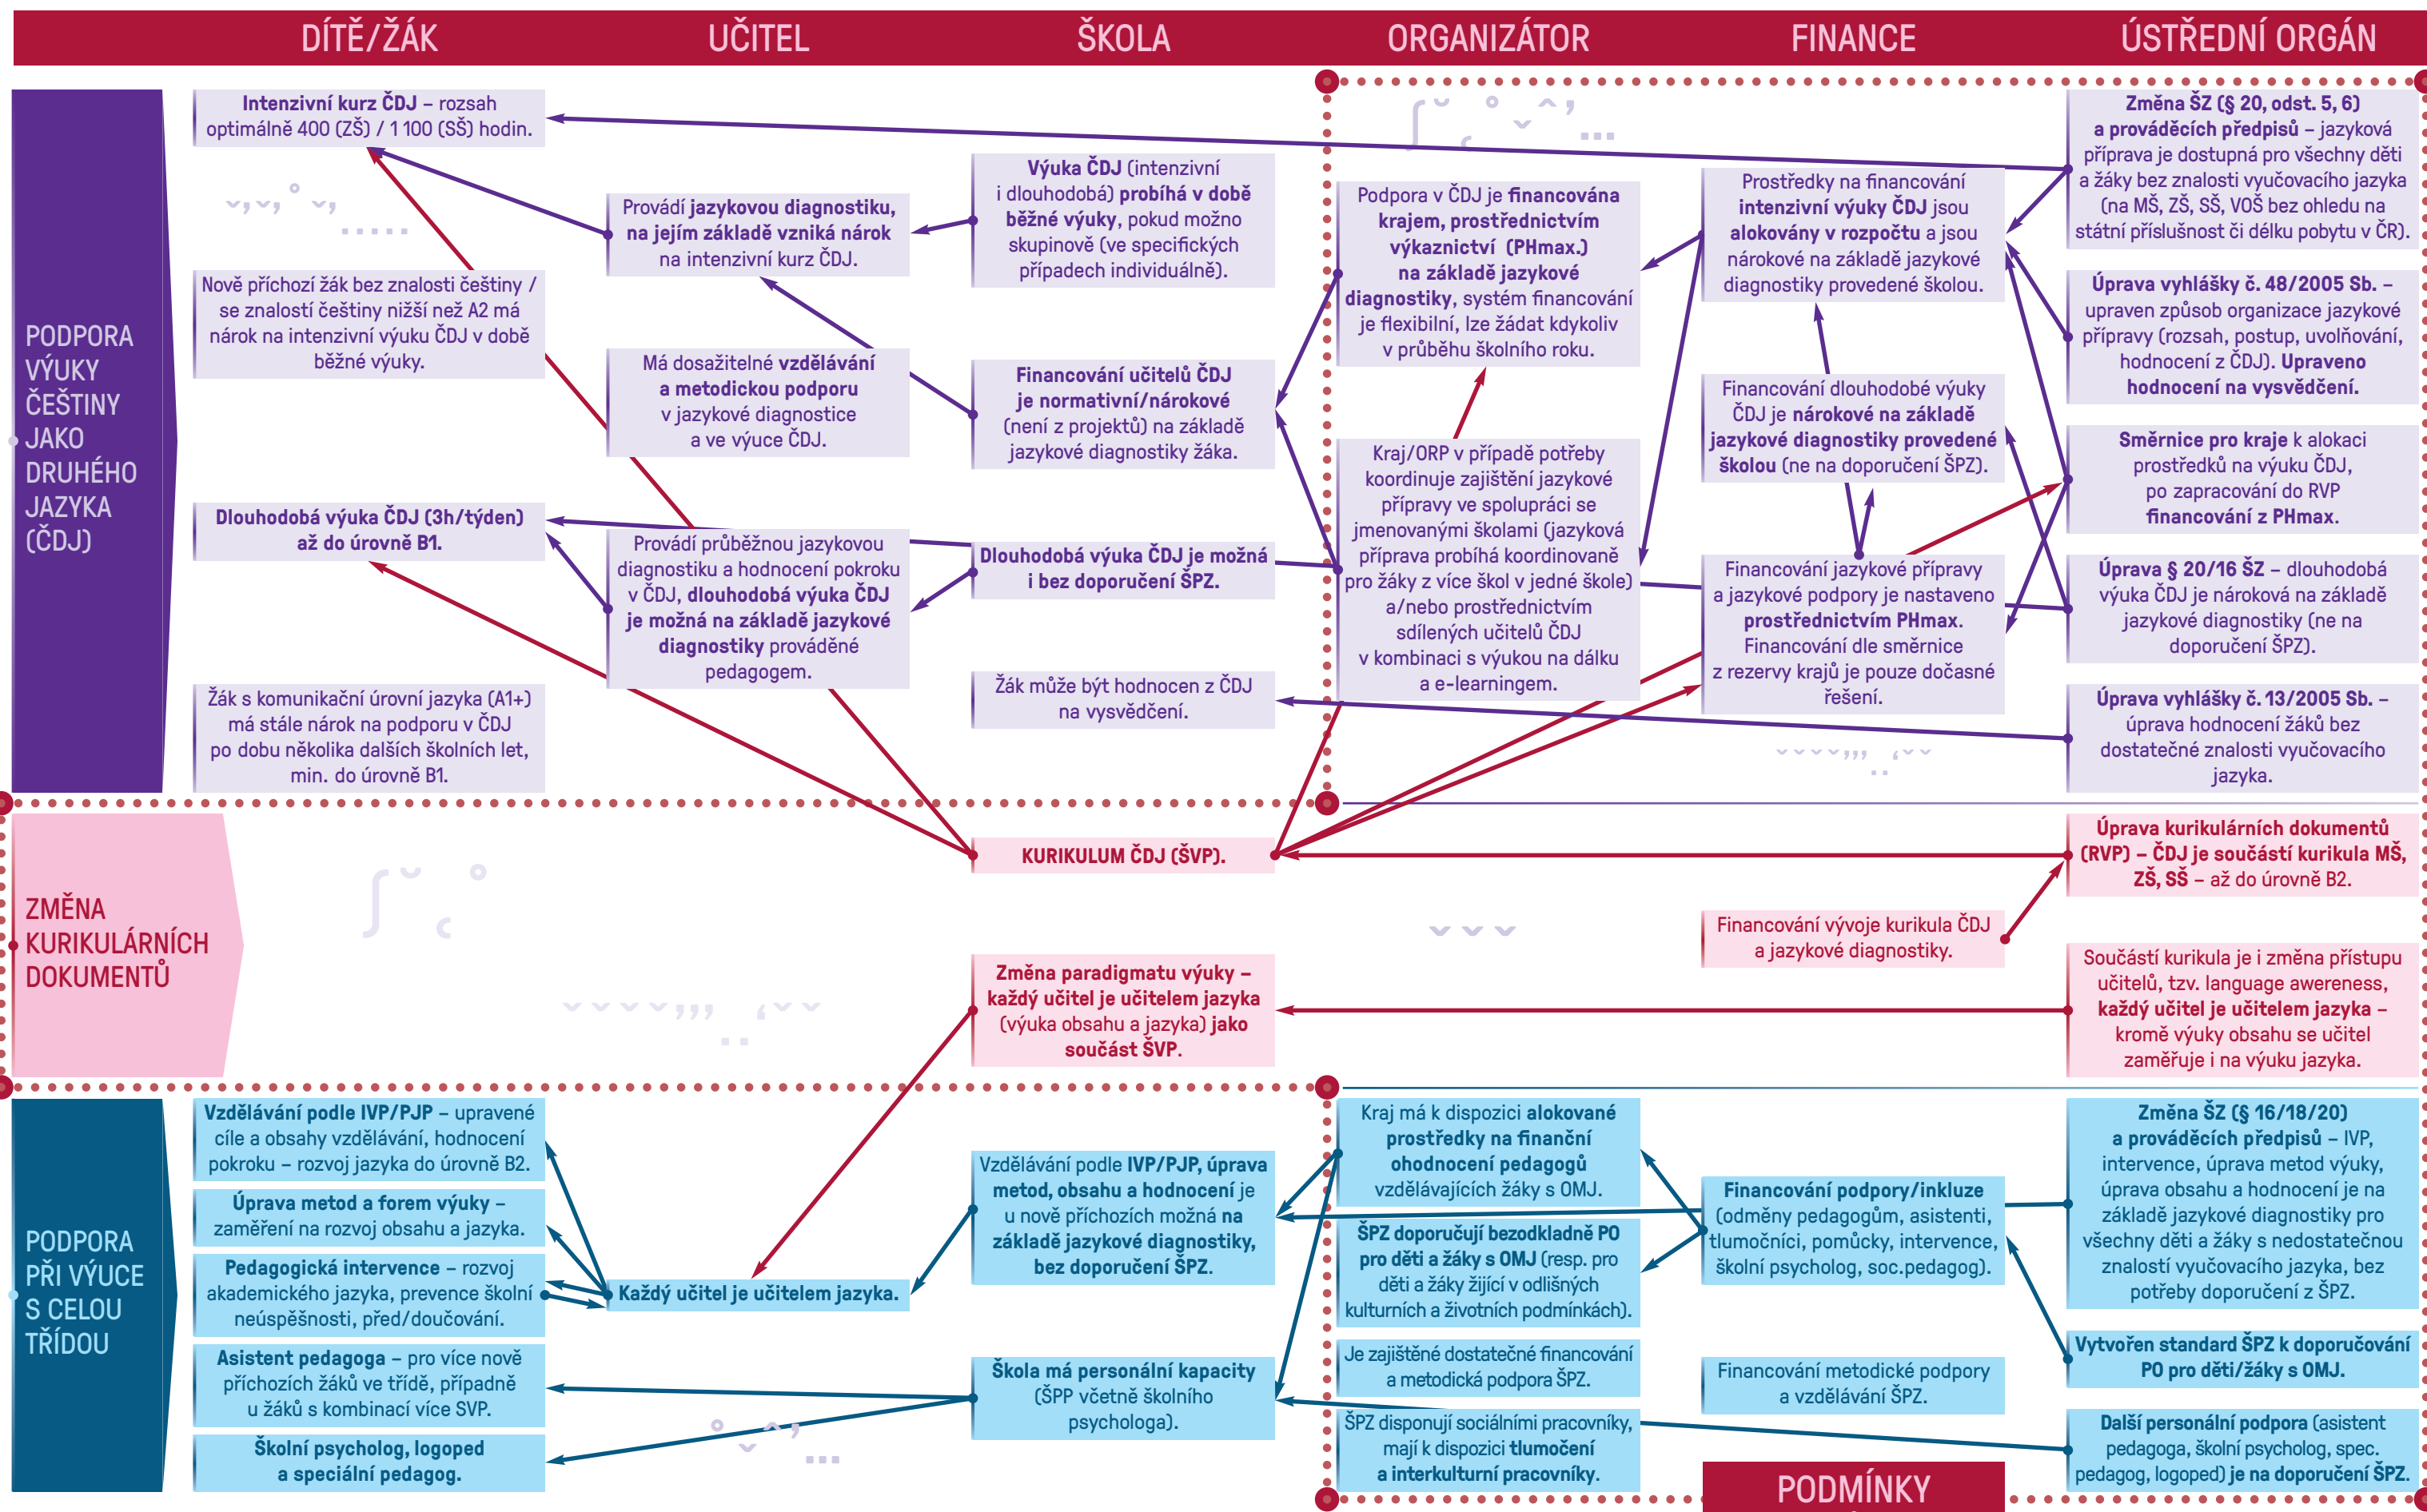 DÍTĚ/ŽÁK
UČITEL
ŠKOLA
ORGANIZÁTOR
FINANCE
ÚSTŘEDNÍ ORGÁN
PODPORA
VÝUKY
ČEŠTINY
JAKO
DRUHÉHO
JAZYKA
(ČDJ)
Intenzivní kurz ČDJ – rozsah
optimálně 400 (ZŠ) / 1 100 (SŠ) hodin.
Nově příchozí žák bez znalosti češtiny /
se znalostí češtiny nižší než A2 má
nárok na intenzivní výuku ČDJ v době
běžné výuky.
Dlouhodobá výuka ČDJ (3h/týden)
až do úrovně B1.
Žák s komunikační úrovní jazyka (A1+)
má stále nárok na podporu v ČDJ
po dobu několika dalších školních let,
min. do úrovně B1.
Provádí jazykovou diagnostiku,
na jejím základě vzniká nárok
na intenzivní kurz ČDJ.
Má dosažitelné vzdělávání
a metodickou podporu
v jazykové diagnostice
a ve výuce ČDJ.
Provádí průběžnou jazykovou
diagnostiku a hodnocení pokroku
v ČDJ, dlouhodobá výuka ČDJ
je možná na základě jazykové
diagnostiky prováděné
pedagogem.
Výuka ČDJ (intenzivní
i dlouhodobá) probíhá v době
běžné výuky, pokud možno
skupinově (ve specifických
případech individuálně).
Financování učitelů ČDJ
je normativní/nárokové
(není z projektů) na základě
jazykové diagnostiky žáka.
Dlouhodobá výuka ČDJ je možná
i bez doporučení ŠPZ.
Žák může být hodnocen z ČDJ
na vysvědčení.
Podpora v ČDJ je financována
krajem, prostřednictvím
výkaznictví (PHmax.)
na základě jazykové
diagnostiky, systém financování
je flexibilní, lze žádat kdykoliv
v průběhu školního roku.
Kraj/ORP v případě potřeby
koordinuje zajištění jazykové
přípravy ve spolupráci se
jmenovanými školami (jazyková
příprava probíhá koordinovaně
pro žáky z více škol v jedné škole)
a/nebo prostřednictvím
sdílených učitelů ČDJ
v kombinaci s výukou na dálku
a e-learningem.
Prostředky na financování
intenzivní výuky ČDJ jsou
alokovány v rozpočtu a jsou
nárokové na základě jazykové
diagnostiky provedené školou.
Financování dlouhodobé výuky
ČDJ je nárokové na základě
jazykové diagnostiky provedené
školou (ne na doporučení ŠPZ).
Financování jazykové přípravy
a jazykové podpory je nastaveno
prostřednictvím PHmax.
Financování dle směrnice
z rezervy krajů je pouze dočasné
řešení.
Změna ŠZ (§ 20, odst. 5, 6)
a prováděcích předpisů – jazyková
příprava je dostupná pro všechny děti
a žáky bez znalosti vyučovacího jazyka
(na MŠ, ZŠ, SŠ, VOŠ bez ohledu na
státní příslušnost či délku pobytu v ČR).
Úprava vyhlášky č. 48/2005 Sb. –
upraven způsob organizace jazykové
přípravy (rozsah, postup, uvolňování,
hodnocení z ČDJ). Upraveno
hodnocení na vysvědčení.
Směrnice pro kraje k alokaci
prostředků na výuku ČDJ,
po zapracování do RVP
financování z PHmax.
Úprava § 20/16 ŠZ – dlouhodobá
výuka ČDJ je nároková na základě
jazykové diagnostiky (ne na
doporučení ŠPZ).
Úprava vyhlášky č. 13/2005 Sb. –
úprava hodnocení žáků bez
dostatečné znalosti vyučovacího
jazyka.
ZMĚNA
KURIKULÁRNÍCH
DOKUMENTŮ
KURIKULUM ČDJ (ŠVP).
Změna paradigmatu výuky –
každý učitel je učitelem jazyka
(výuka obsahu a jazyka) jako
součást ŠVP.
Financování vývoje kurikula ČDJ
a jazykové diagnostiky.
Úprava kurikulárních dokumentů
(RVP) – ČDJ je součástí kurikula MŠ,
ZŠ, SŠ – až do úrovně B2.
Součástí kurikula je i změna přístupu
učitelů, tzv. language awereness,
každý učitel je učitelem jazyka –
kromě výuky obsahu se učitel
zaměřuje i na výuku jazyka.
PODPORA
PŘI VÝUCE
S CELOU
TŘÍDOU
Vzdělávání podle IVP/PJP – upravené
cíle a obsahy vzdělávání, hodnocení
pokroku – rozvoj jazyka do úrovně B2.
Úprava metod a forem výuky –
zaměření na rozvoj obsahu a jazyka.
Pedagogická intervence – rozvoj
akademického jazyka, prevence školní
neúspěšnosti, před/doučování.
Asistent pedagoga – pro více nově
příchozích žáků ve třídě, případně
u žáků s kombinací více SVP.
Školní psycholog, logoped
a speciální pedagog.
Každý učitel je učitelem jazyka.
Vzdělávání podle IVP/PJP, úprava
metod, obsahu a hodnocení je
u nově příchozích možná na
základě jazykové diagnostiky,
bez doporučení ŠPZ.
Škola má personální kapacity
(ŠPP včetně školního
psychologa).
Kraj má k dispozici alokované
prostředky na finanční
ohodnocení pedagogů
vzdělávajících žáky s OMJ.
ŠPZ doporučují bezodkladně PO
pro děti a žáky s OMJ (resp. pro
děti a žáky žijící v odlišných
kulturních a životních podmínkách).
Je zajištěné dostatečné financování
a metodická podpora ŠPZ.
ŠPZ disponují sociálními pracovníky,
mají k dispozici tlumočení
a interkulturní pracovníky.
Financování podpory/inkluze
(odměny pedagogům, asistenti,
tlumočníci, pomůcky, intervence,
školní psycholog, soc.pedagog).
Financování metodické podpory
a vzdělávání ŠPZ.
Změna ŠZ (§ 16/18/20)
a prováděcích předpisů – IVP,
intervence, úprava metod výuky,
úprava obsahu a hodnocení je na
základě jazykové diagnostiky pro
všechny děti a žáky s nedostatečnou
znalostí vyučovacího jazyka, bez
potřeby doporučení z ŠPZ.
Vytvořen standard ŠPZ k doporučování
PO pro děti/žáky s OMJ.
Další personální podpora (asistent
pedagoga, školní psycholog, spec.
pedagog, logoped) je na doporučení ŠPZ.
PODMÍNKY